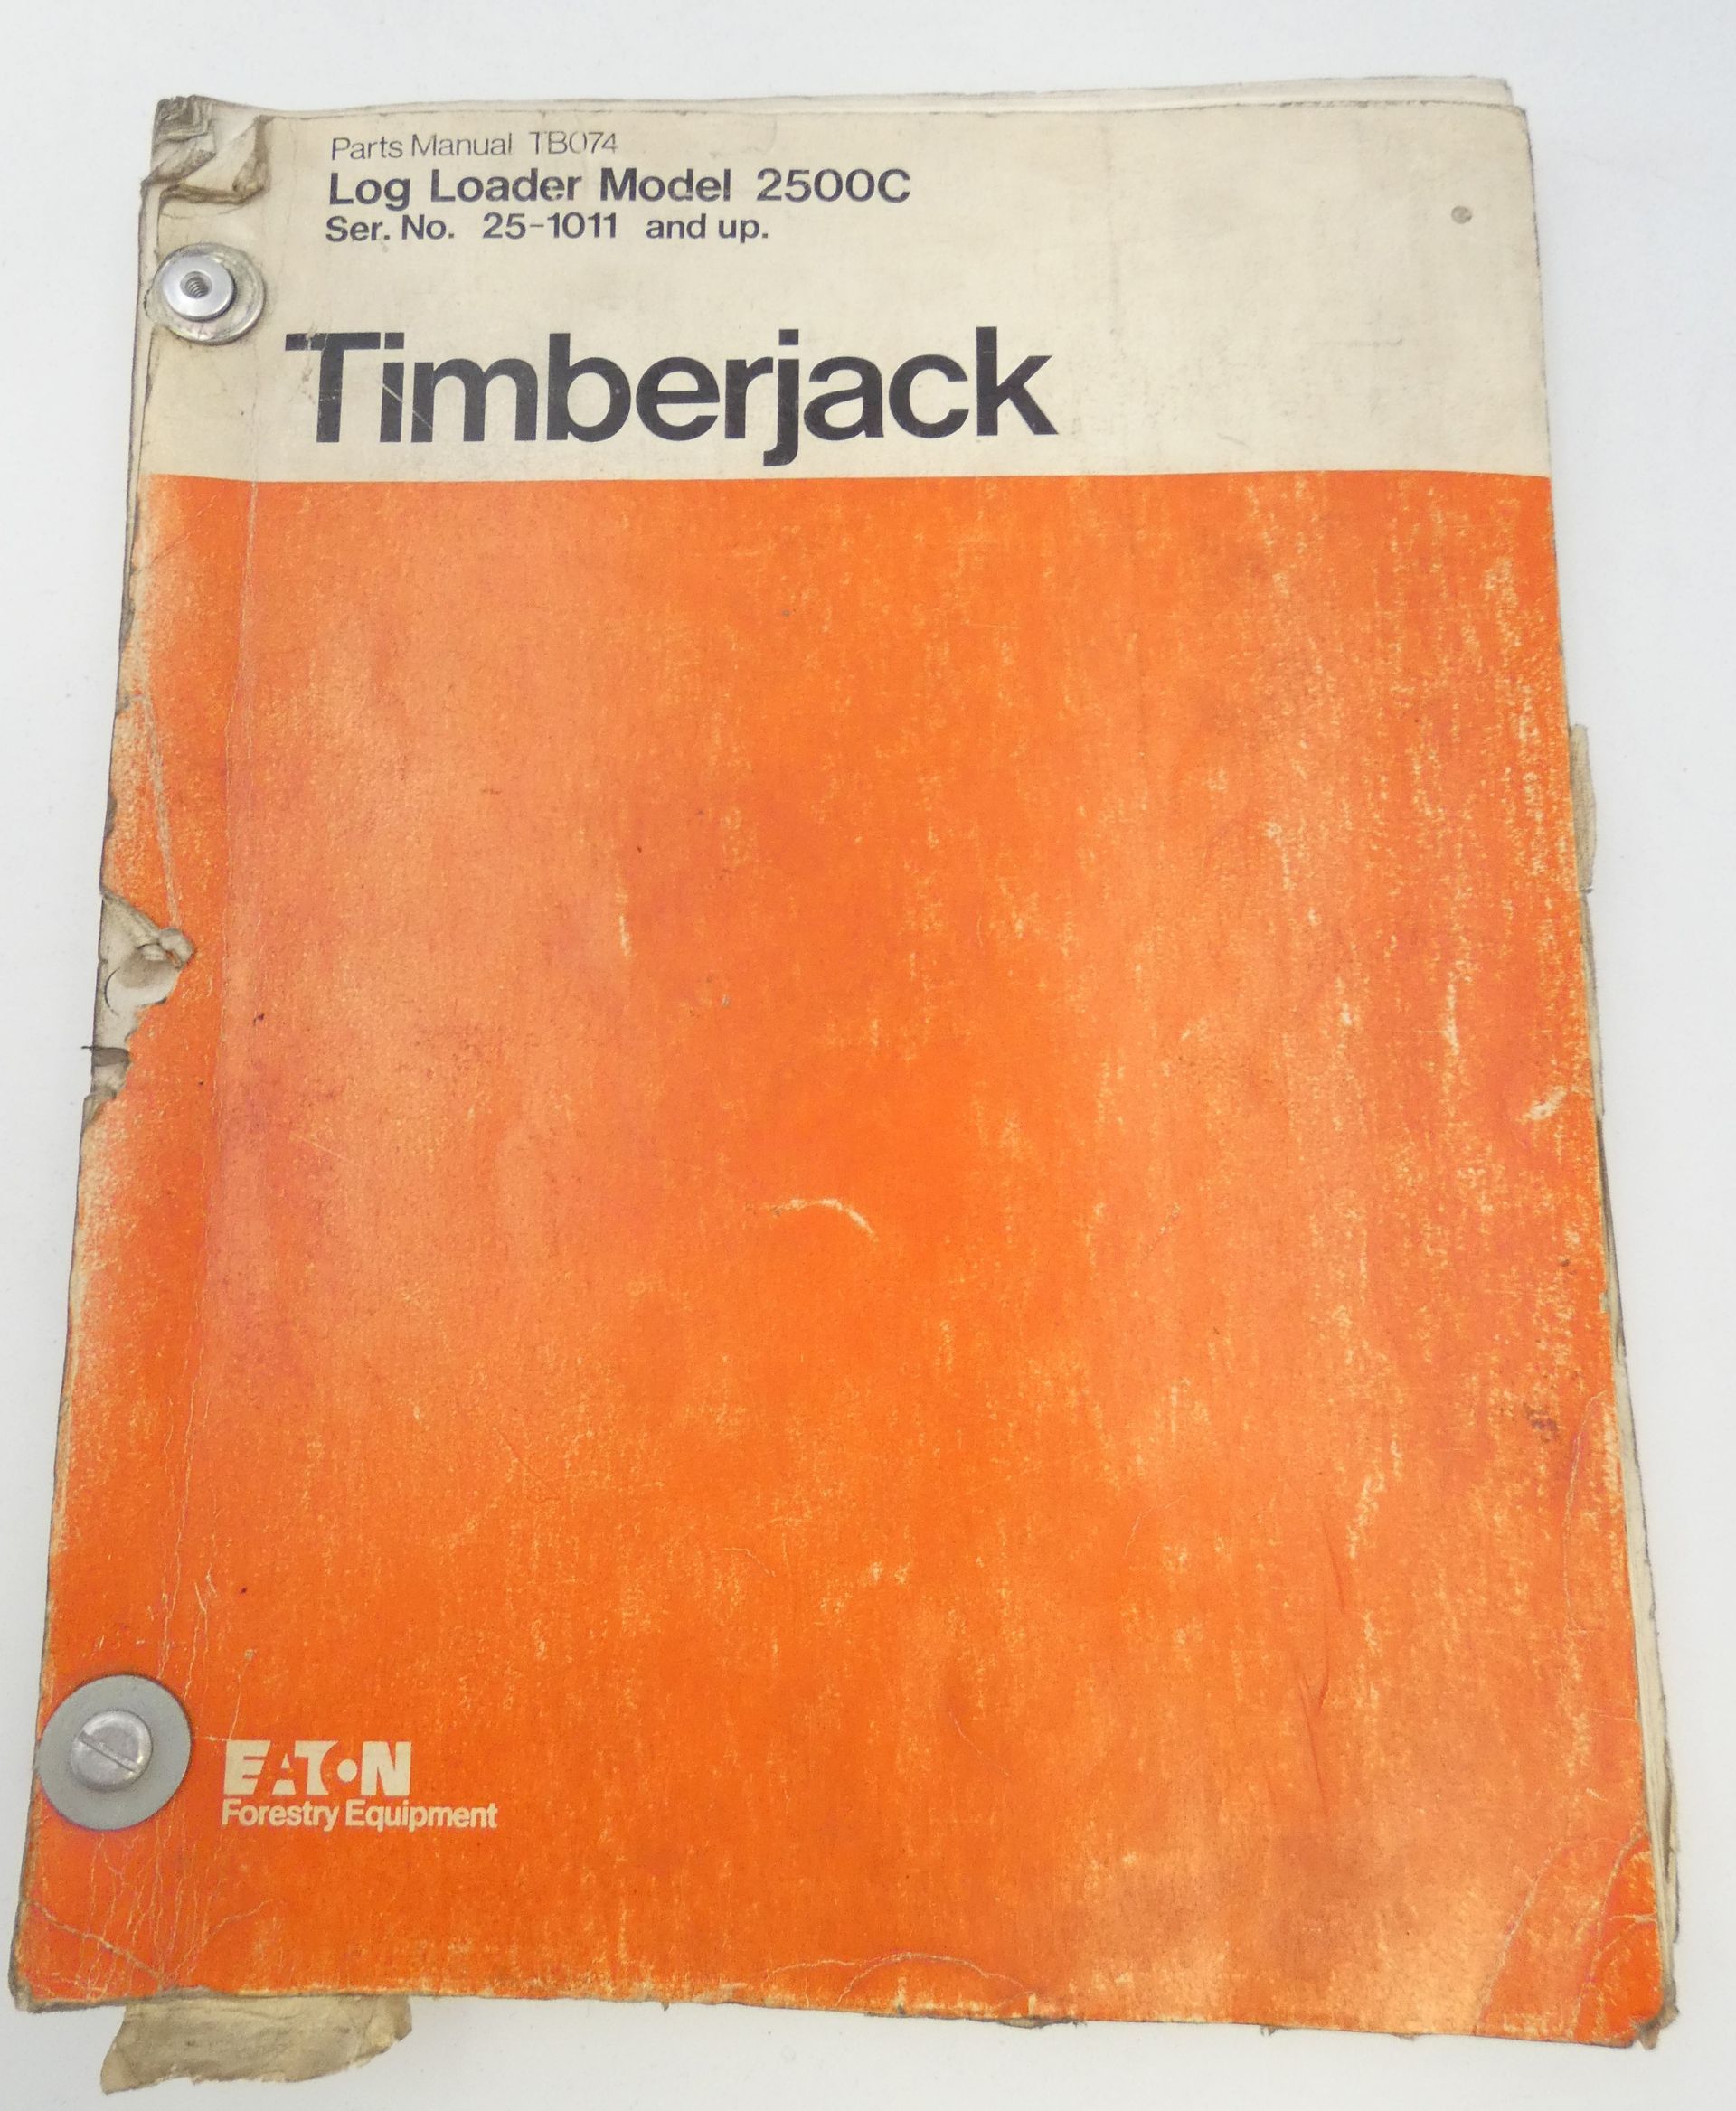 Parts Manual TB074
Log Loader Model 2500C
Ser. No. 25-1011 and up.
Timberjack
EATON
Forestry Equipment